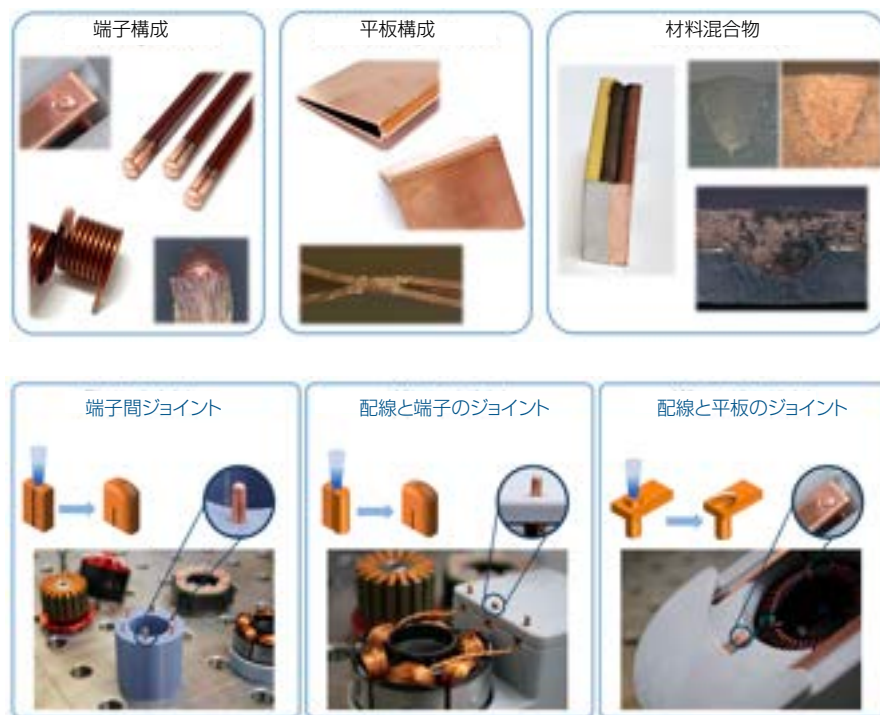 端子構成
平板構成
材料混合物
端子間ジョイント
配線と端子のジョイント
配線と平板のジョイント